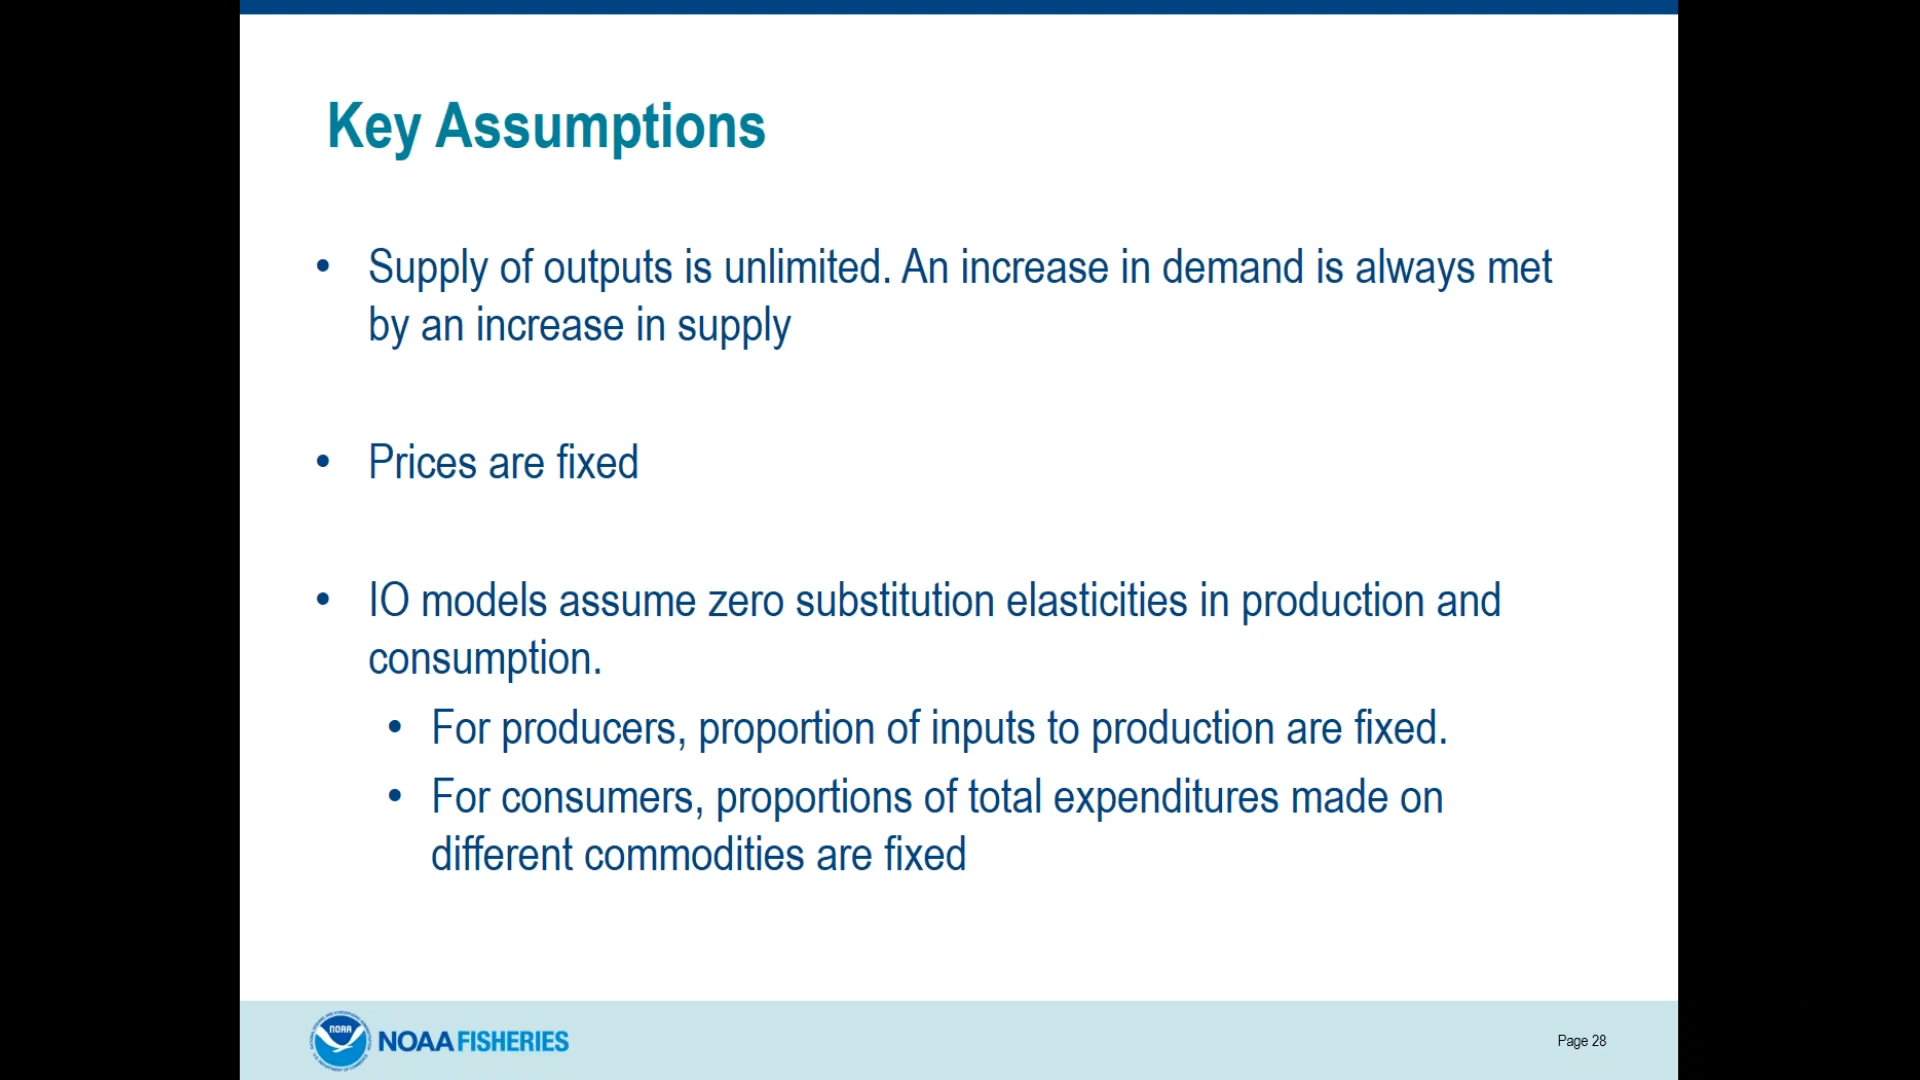 Key Assumptions
• Supply of outputs is unlimited. An increase in demand is always met
by an increase in supply
• Prices are fixed
• IO models assume zero substitution elasticities in production and
consumption.
• For producers, proportion of inputs to production are fixed.
• For consumers, proportions of total expenditures made on
different commodities are fixed
NOAA
NOAA FISHERIES
Page 28